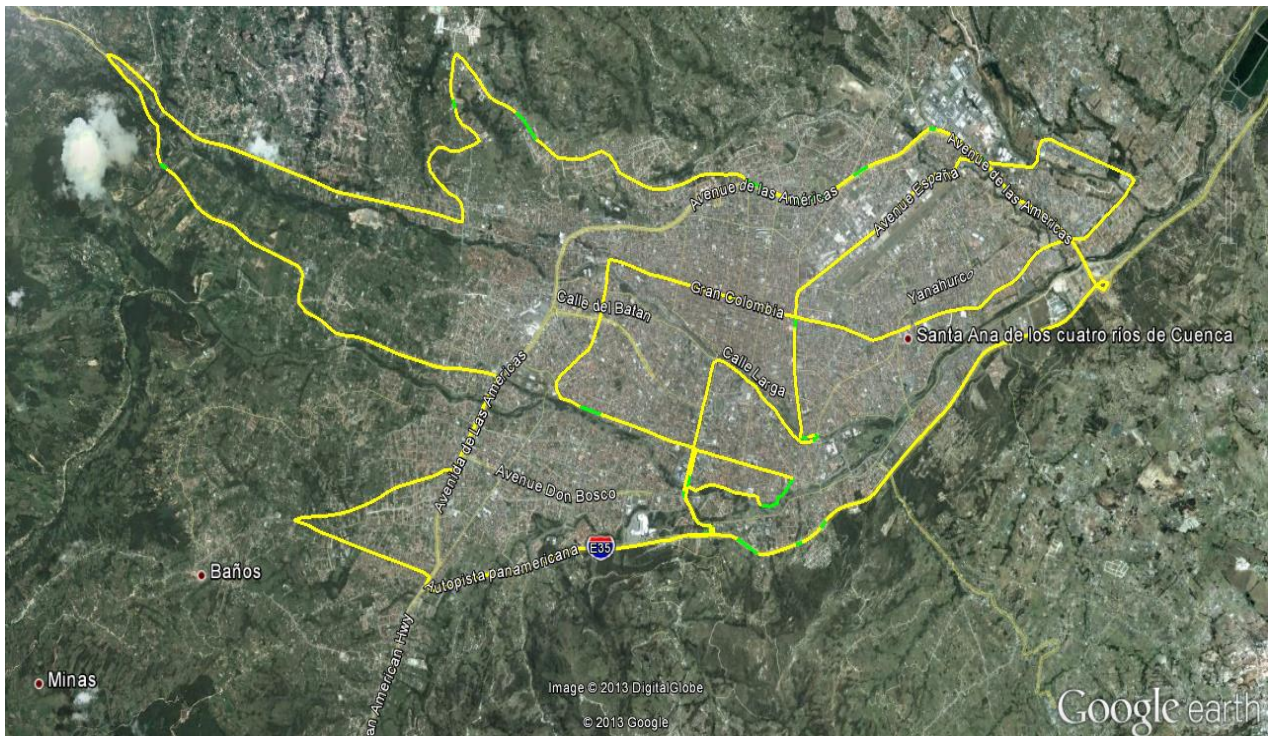 Avenue de las Américas
Avenue España
Avenue de las Americas
Yanahurco
Gran Colombia
Calle del Batan
Santa Ana de los cuatro ríos de Cuenca
Calle Larga
Avenida de Las Americas
Avenue Don Bosco
E35
Autopista panamericana
Baños
an American Hwy
Minas
Image © 2013 DigitalGlobe
© 2013 Google
Google earth